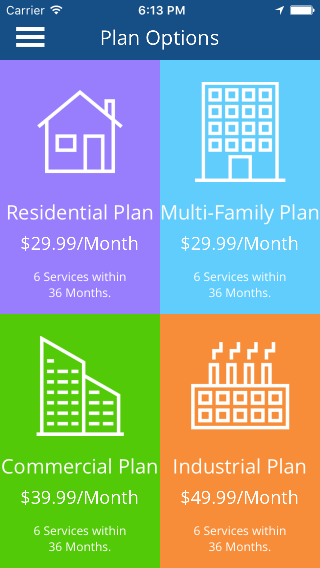 Carrier 6:13 PM
Plan Options
Residential Plan
$29.99/Month
6 Services within
36 Months.
Multi-Family Plan
$29.99/Month
6 Services within
36 Months.
Commercial Plan
$39.99/Month
6 Services within
36 Months.
Industrial Plan
$49.99/Month
6 Services within
36 Months.